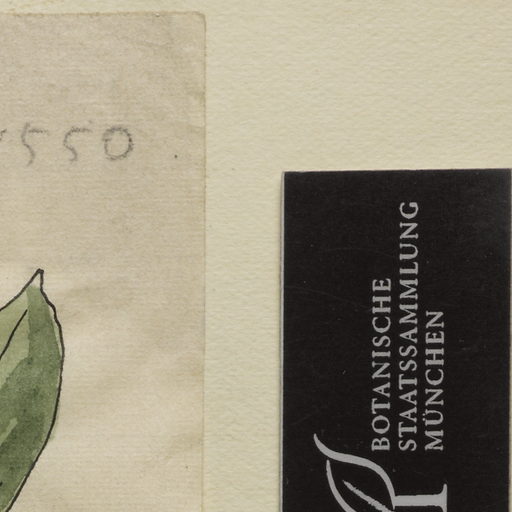 550
BOTANISCHE
STAATSSAMMLUNG
MÜNCHEN